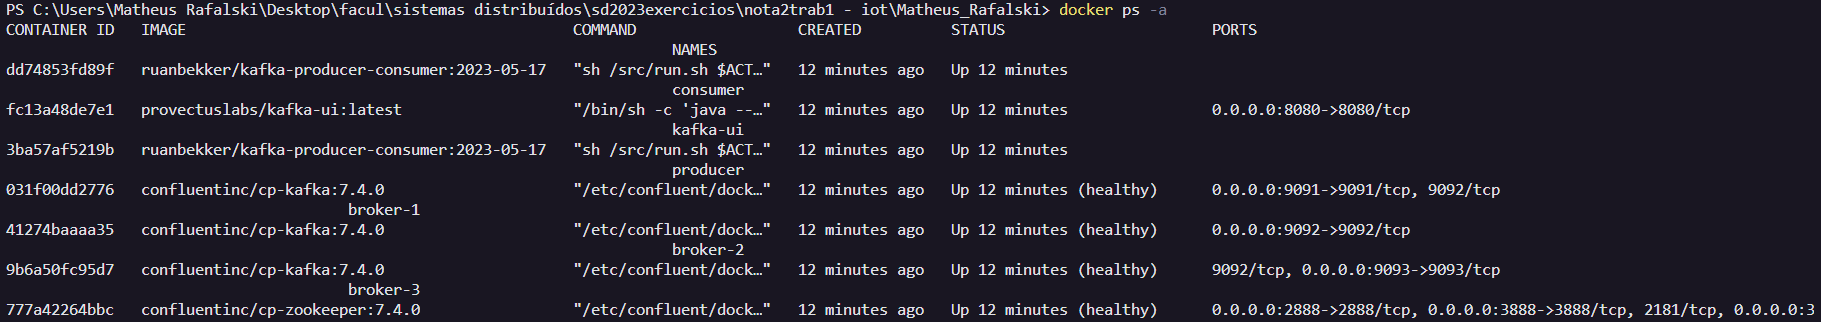 PS C:\Users\Matheus Rafalski\Desktop\facul\sistemas distribuídos\sd2023exercicios\nota2trab1 - iot\Matheus_Rafalski> docker ps -a
CONTAINER ID   IMAGE                                           COMMAND                  CREATED          STATUS                    PORTS
NAMES
dd74853fd89f   ruanbekker/kafka-producer-consumer:2023-05-17   "sh /src/run.sh $ACT…"   12 minutes ago   Up 12 minutes
consumer
fc13a48de7e1   provectuslabs/kafka-ui:latest                   "/bin/sh -c 'java --…"   12 minutes ago   Up 12 minutes             0.0.0.0:8080->8080/tcp
kafka-ui
3ba57af5219b   ruanbekker/kafka-producer-consumer:2023-05-17   "sh /src/run.sh $ACT…"   12 minutes ago   Up 12 minutes
producer
031f00dd2776   confluentinc/cp-kafka:7.4.0                     "/etc/confluent/dock…"   12 minutes ago   Up 12 minutes (healthy)   0.0.0.0:9091->9091/tcp, 9092/tcp
broker-1
41274baaaa35   confluentinc/cp-kafka:7.4.0                     "/etc/confluent/dock…"   12 minutes ago   Up 12 minutes (healthy)   0.0.0.0:9092->9092/tcp
broker-2
9b6a50fc95d7   confluentinc/cp-kafka:7.4.0                     "/etc/confluent/dock…"   12 minutes ago   Up 12 minutes (healthy)   9092/tcp, 0.0.0.0:9093->9093/tcp
broker-3
777a42264bbc   confluentinc/cp-zookeeper:7.4.0                 "/etc/confluent/dock…"   12 minutes ago   Up 12 minutes (healthy)   0.0.0.0:2888->2888/tcp, 0.0.0.0:3888->3888/tcp, 2181/tcp, 0.0.0.0:3